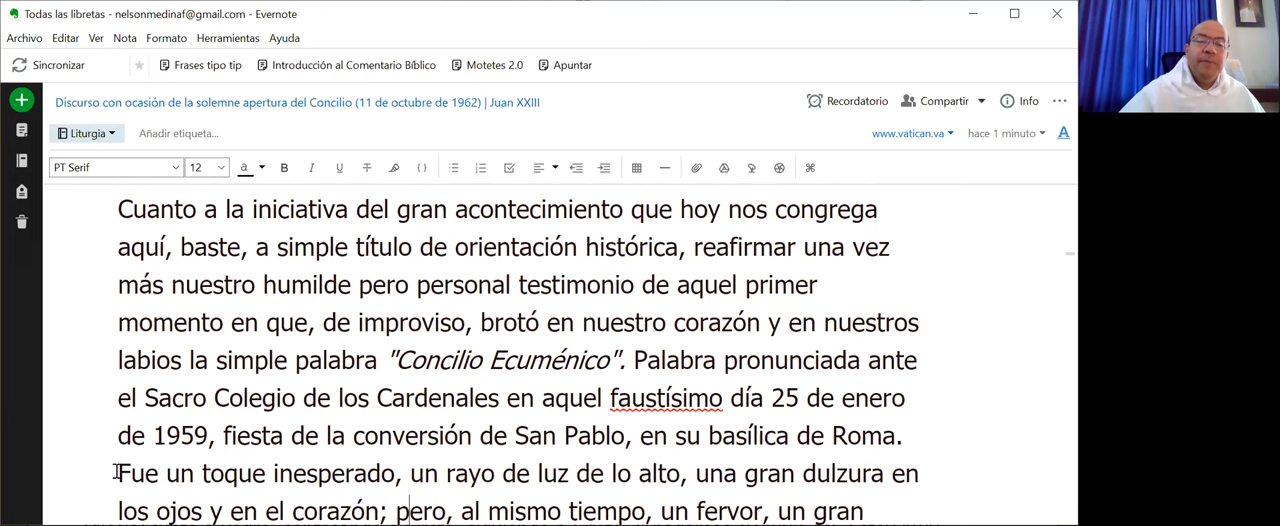 Todas las libretas - nelsonmedinaf@gmail.com - Evernote
Archivo Editar Ver Nota Formato Herramientas Ayuda
Sincronizar Frases tipo tip Introducción al Comentario Bíblico Motetes 2.0 Apuntar
Discurso con ocasión de la solemne apertura del Concilio (11 de octubre de 1962) | Juan XXIII Recordatorio Compartir Info
Liturgia Añadir etiqueta... www.vatican.va hace 1 minuto A
PT Serif 12 a B I U T { }
Cuanto a la iniciativa del gran acontecimiento que hoy nos congrega
aquí, baste, a simple título de orientación histórica, reafirmar una vez
más nuestro humilde pero personal testimonio de aquel primer
momento en que, de improviso, brotó en nuestro corazón y en nuestros
labios la simple palabra "Concilio Ecuménico". Palabra pronunciada ante
el Sacro Colegio de los Cardenales en aquel faustísimo día 25 de enero
de 1959, fiesta de la conversión de San Pablo, en su basílica de Roma.
Fue un toque inesperado, un rayo de luz de lo alto, una gran dulzura en
los ojos y en el corazón; pero, al mismo tiempo, un fervor, un gran